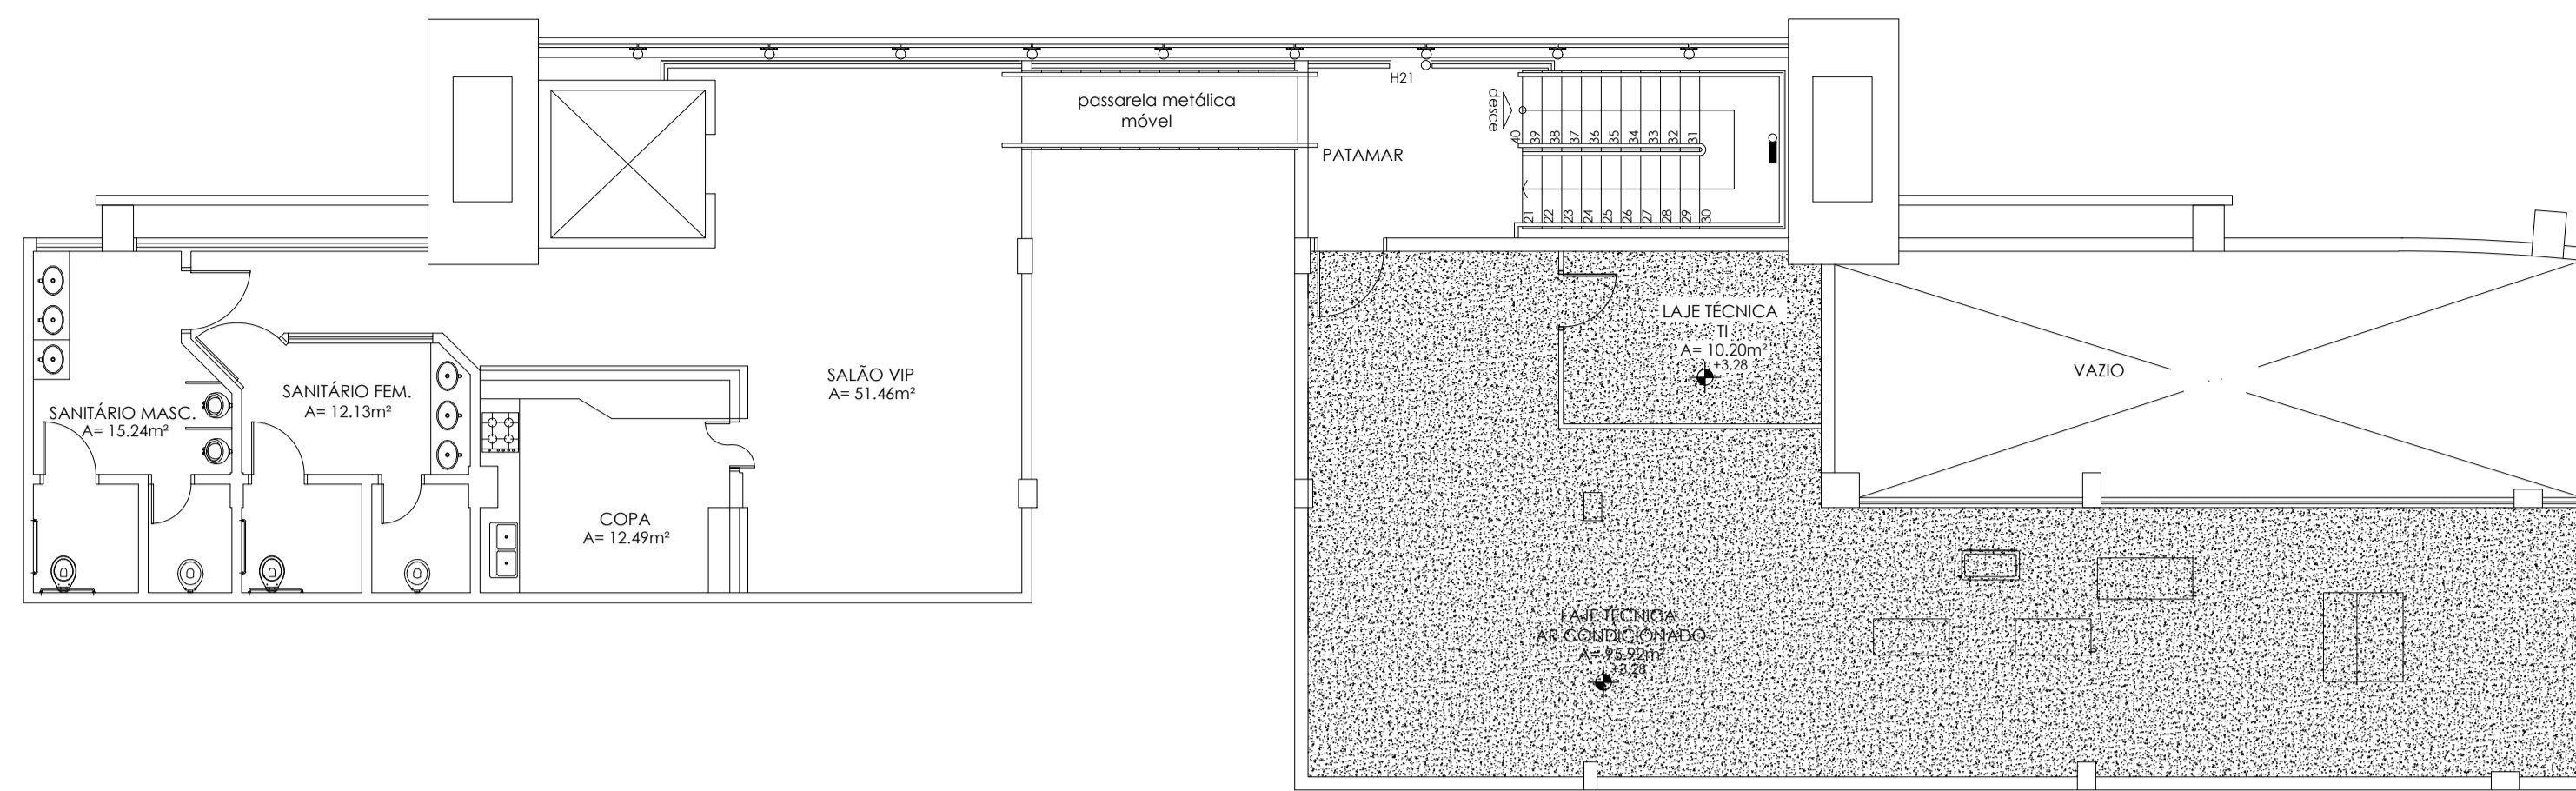 H21
passarela metálica
móvel
desce
PATAMAR
40 39 38 37 36 35 34 33 32 31
21 22 23 24 25 26 27 28 29 30
SANITÁRIO MASC.
A= 15.24m²
SANITÁRIO FEM.
A= 12.13m²
SALÃO VIP
A= 51.46m²
COPA
A= 12.49m²
LAJE TÉCNICA
TI
A= 10.20m²
+3.28
VAZIO
LAJE TÉCNICA
AR CONDICIONADO
A= 95.92m²
+3.28